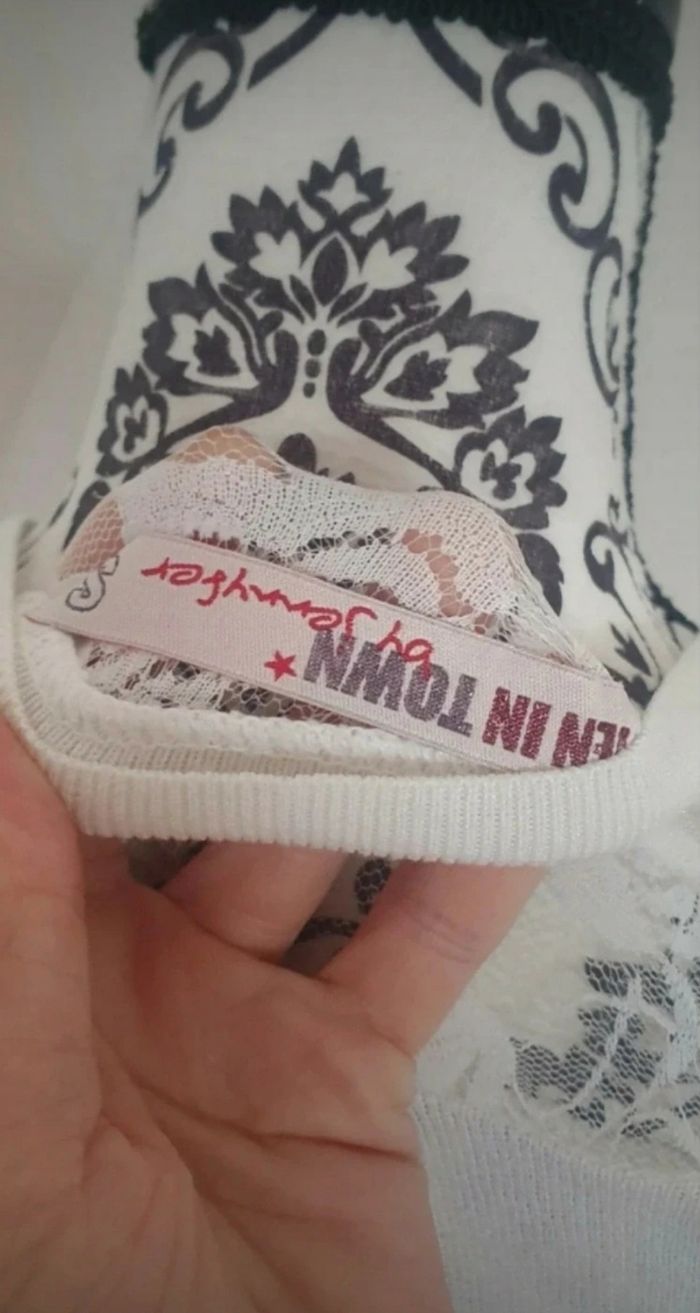 EN IN TOWN★
by jennyfer
S